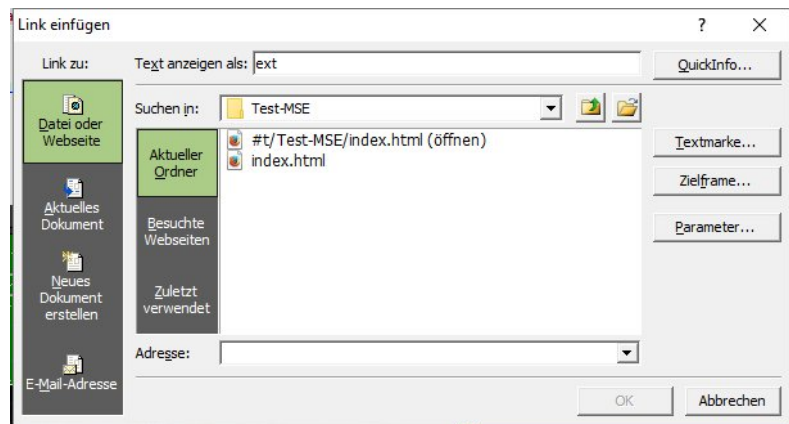 Link einfügen
? X
Link zu:
Text anzeigen als: ext
QuickInfo...
Datei oder
Webseite
Suchen in:
Test-MSE
Aktueller
Ordner
#t/Test-MSE/index.html (öffnen)
index.html
Textmarke...
Zielframe...
Aktuelles
Dokument
Besuchte
Webseiten
Parameter...
Neues
Dokument
erstellen
Zuletzt
verwendet
Adresse:
E-Mail-Adresse
OK
Abbrechen